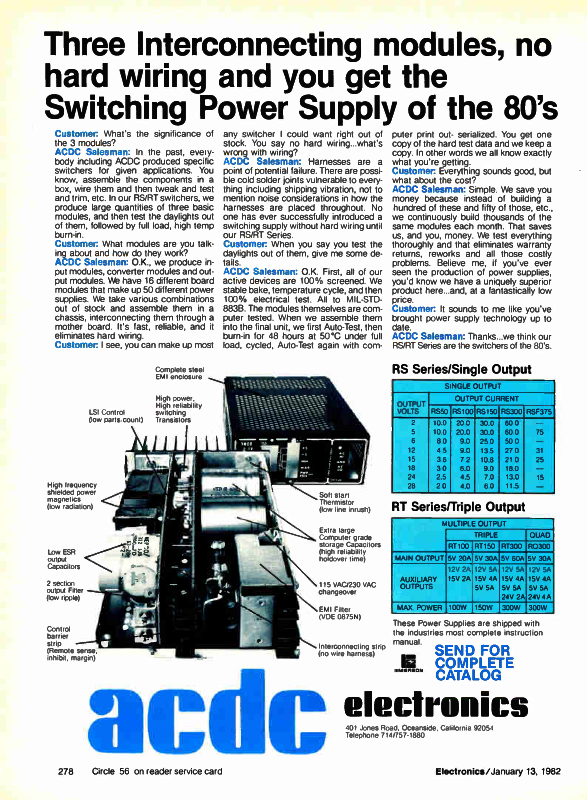 Three Interconnecting modules, no
hard wiring and you get the
Switching Power Supply of the 80's
Customer: What's the significance of
the 3 modules?
ACDC Salesman: In the past, every-
body including ACDC produced specific
switchers for given applications. You
know, assemble the components in a
box, wire them and then tweak and test
and trim, etc. In our RS/RT switchers, we
produce large quantities of three basic
modules, and then test the daylights out
of them, followed by full load, high temp
burn-in.
Customer: What modules are you talk-
ing about and how do they work?
ACDC Salesman: O.K., we produce in-
put modules, converter modules and out-
put modules. We have 16 different board
modules that make up 50 different power
supplies. We take various combinations
out of stock and assemble them in a
chassis, interconnecting them through a
mother board. It's fast, reliable, and it
eliminates hard wiring.
Customer: I see, you can make up most
any switcher I could want right out of
stock. You say no hard wiring...what's
wrong with wiring?
ACDC Salesman: Harnesses are a
point of potential failure. There are possi-
ble cold solder joints vulnerable to every-
thing including shipping vibration, not to
mention noise considerations in how the
harnesses are placed throughout. No
one has ever successfully introduced a
switching supply without hard wiring until
our RS/RT Series.
Customer: When you say you test the
daylights out of them, give me some de-
tails.
ACDC Salesman: O.K. First, all of our
active devices are 100% screened. We
stable bake, temperature cycle, and then
100% electrical test. All to MIL-STD-
883B. The modules themselves are com-
puter tested. When we assemble them
into the final unit, we first Auto-Test, then
burn-in for 48 hours at 50°C under full
load, cycled, Auto-Test again with com-
puter print out- serialized. You get one
copy of the hard test data and we keep a
copy. In other words we all know exactly
what you're getting.
Customer: Everything sounds good, but
what about the cost?
ACDC Salesman: Simple. We save you
money because instead of building a
hundred of these and fifty of those, etc.,
we continuously build thousands of the
same modules each month. That saves
us, and you, money. We test everything
thoroughly and that eliminates warranty
returns, reworks and all those costly
problems. Believe me, if you've ever
seen the production of power supplies,
you'd know we have a uniquely superior
product here...and, at a fantastically low
price.
Customer: It sounds to me like you've
brought power supply technology up to
date.
ACDC Salesman: Thanks...we think our
RS/RT Series are the switchers of the 80's.
Complete steel
EMI enclosure
High power,
High reliability
switching
Transistors
LSI Control
(low parts count)
High frequency
shielded power
magnetics
(low radiation)
Low ESR
output
Capacitors
2 section
output Filter
(low ripple)
Control
barrier
strip
(Remote sense,
inhibit, margin)
Soft start
Thermistor
(low line inrush)
Extra large
Computer grade
storage Capacitors
(high reliability
holdover time)
115 VAC/230 VAC
changeover
EMI Filter
(VDE 0875N)
Interconnecting strip
(no wire harness)
RS Series/Single Output
SINGLE OUTPUT
OUTPUT VOLTS OUTPUT CURRENT
RS50 RS100 RS150 RS300 RSF375
2 10.0 20.0 30.0 60.0 —
5 10.0 20.0 30.0 60.0 75
6 8.0 9.0 25.0 50.0 —
12 4.5 9.0 13.5 27.0 31
15 3.6 7.2 10.8 21.0 25
18 3.0 6.0 9.0 18.0 —
24 2.5 4.5 7.0 13.0 15
28 2.0 4.0 6.0 11.5 —
RT Series/Triple Output
MULTIPLE OUTPUT
TRIPLE QUAD
RT100 RT150 RT300 RQ300
MAIN OUTPUT 5V 20A 5V 30A 5V 60A 5V 30A
AUXILIARY OUTPUTS 12V 2A 12V 5A 12V 5A 12V 5A
15V 2A 15V 4A 15V 4A 15V 4A
5V 5A 5V 5A 5V 5A
24V 2A 24V 4A
MAX. POWER 100W 150W 300W 300W
These Power Supplies are shipped with
the industries most complete instruction
manual.
EMERSON
SEND FOR
COMPLETE
CATALOG
acdc electronics
401 Jones Road, Oceanside, California 92054
Telephone 714/757-1880
278 Circle 56 on reader service card
Electronics/January 13, 1982